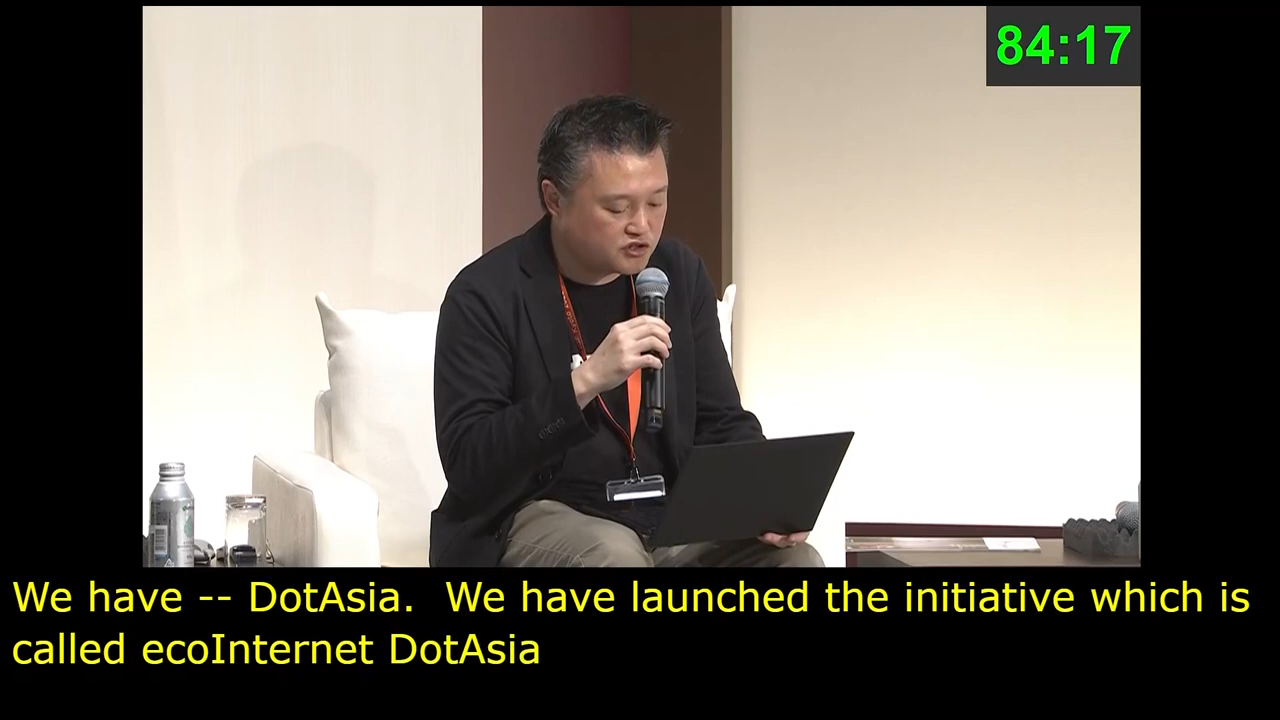 84:17
We have -- DotAsia.  We have launched the initiative which is
called ecoInternet DotAsia